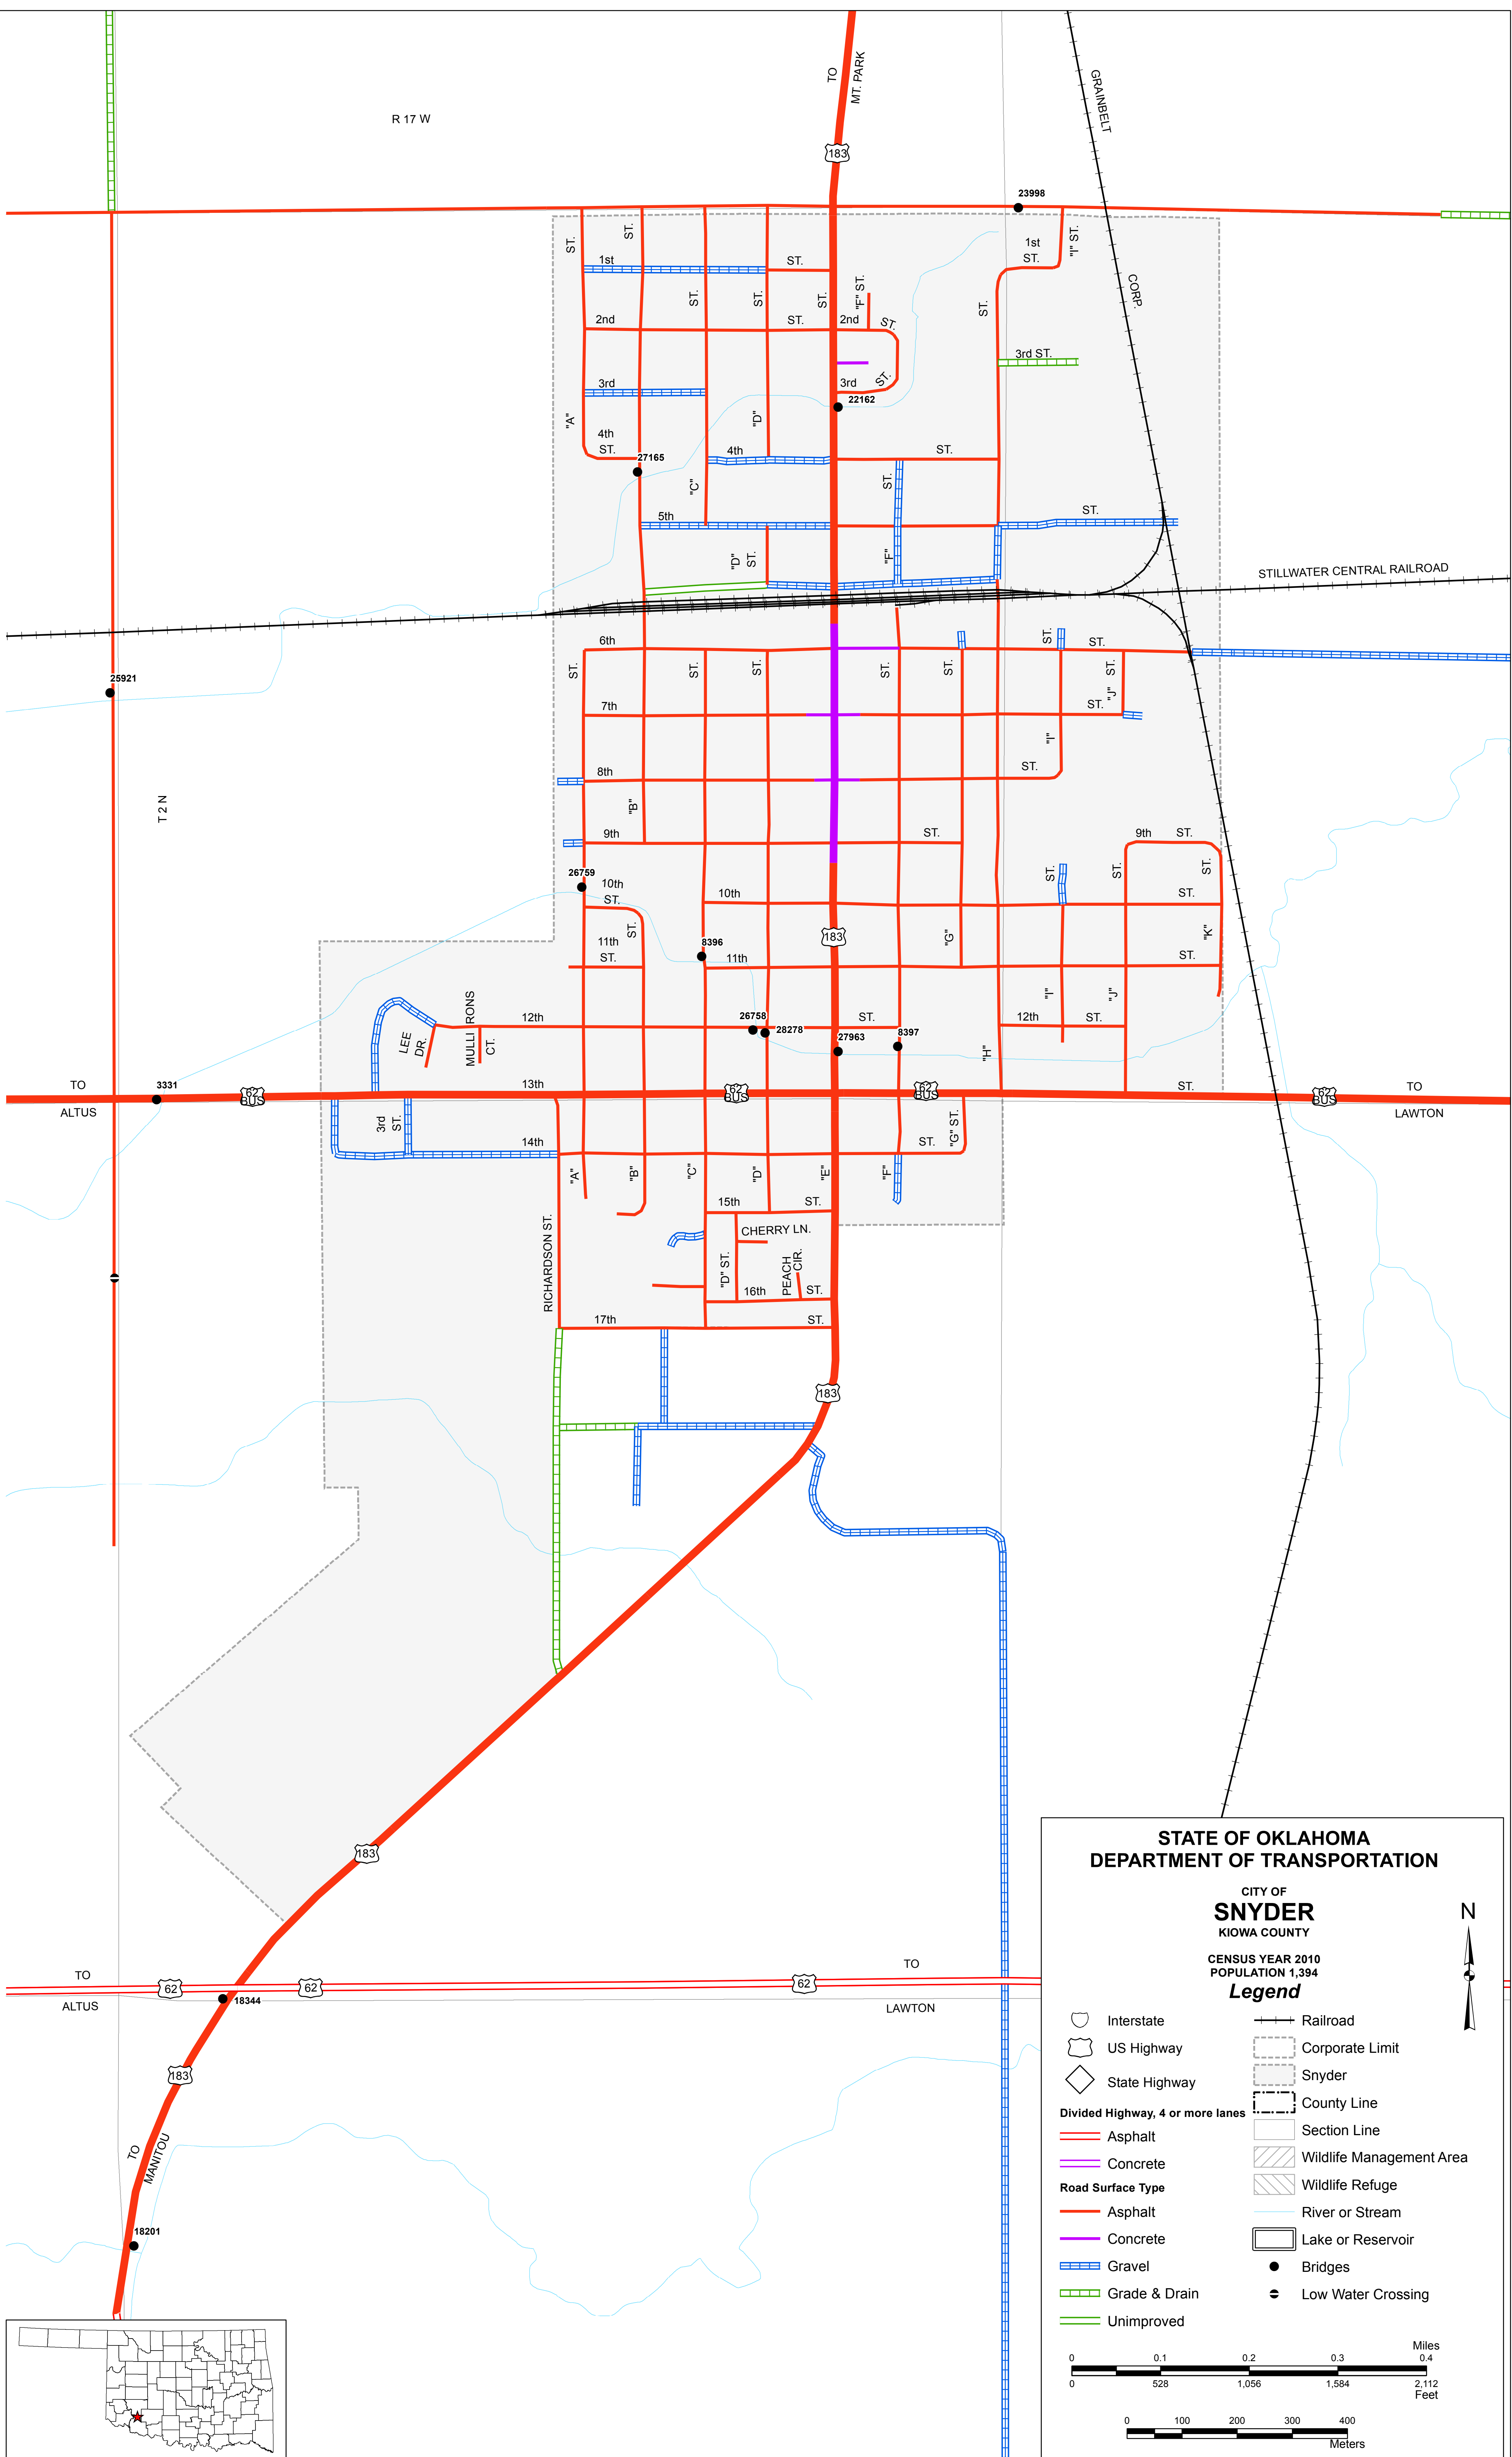 TO
MT. PARK
GRAINBELT
CORP.
R 17 W
183
23998
ST.
ST.
1st
ST.
1st
ST.
"I" ST.
ST.
ST.
ST.
"F" ST.
ST.
2nd
ST.
2nd
ST.
3rd ST.
3rd
3rd
ST.
22162
"A"
"D"
4th
ST.
4th
ST.
27165
"C"
ST.
5th
ST.
"D"
ST.
"F"
STILLWATER CENTRAL RAILROAD
6th
ST.
ST.
ST.
ST.
ST.
ST.
ST.
ST.
ST.
25921
"J"
7th
ST.
"I"
8th
ST.
T 2 N
"B"
9th
ST.
9th
ST.
26759
10th
ST.
10th
ST.
ST.
ST.
ST.
ST.
183
"G"
"K"
11th
ST.
8396
11th
ST.
"I"
"J"
LEE
DR.
MULLI RONS
CT.
12th
26758
28278
ST.
27963
8397
12th
ST.
"H"
TO
ALTUS
3331
62
BUS
13th
62
BUS
62
BUS
ST.
62
BUS
TO
LAWTON
3rd
ST.
14th
ST.
"G" ST.
"A"
"B"
"C"
"D"
"E"
"F"
15th
ST.
CHERRY LN.
RICHARDSON ST.
"D" ST.
PEACH
CIR.
16th
ST.
17th
ST.
183
183
TO
ALTUS
62
62
62
TO
LAWTON
18344
183
TO
MANITOU
18201
STATE OF OKLAHOMA
DEPARTMENT OF TRANSPORTATION
CITY OF
SNYDER
KIOWA COUNTY
N
CENSUS YEAR 2010
POPULATION 1,394
Legend
Interstate
US Highway
State Highway
Divided Highway, 4 or more lanes
Asphalt
Concrete
Road Surface Type
Asphalt
Concrete
Gravel
Grade & Drain
Unimproved
Railroad
Corporate Limit
Snyder
County Line
Section Line
Wildlife Management Area
Wildlife Refuge
River or Stream
Lake or Reservoir
Bridges
Low Water Crossing
Miles
0 0.1 0.2 0.3 0.4
0 528 1,056 1,584 2,112
Feet
0 100 200 300 400
Meters